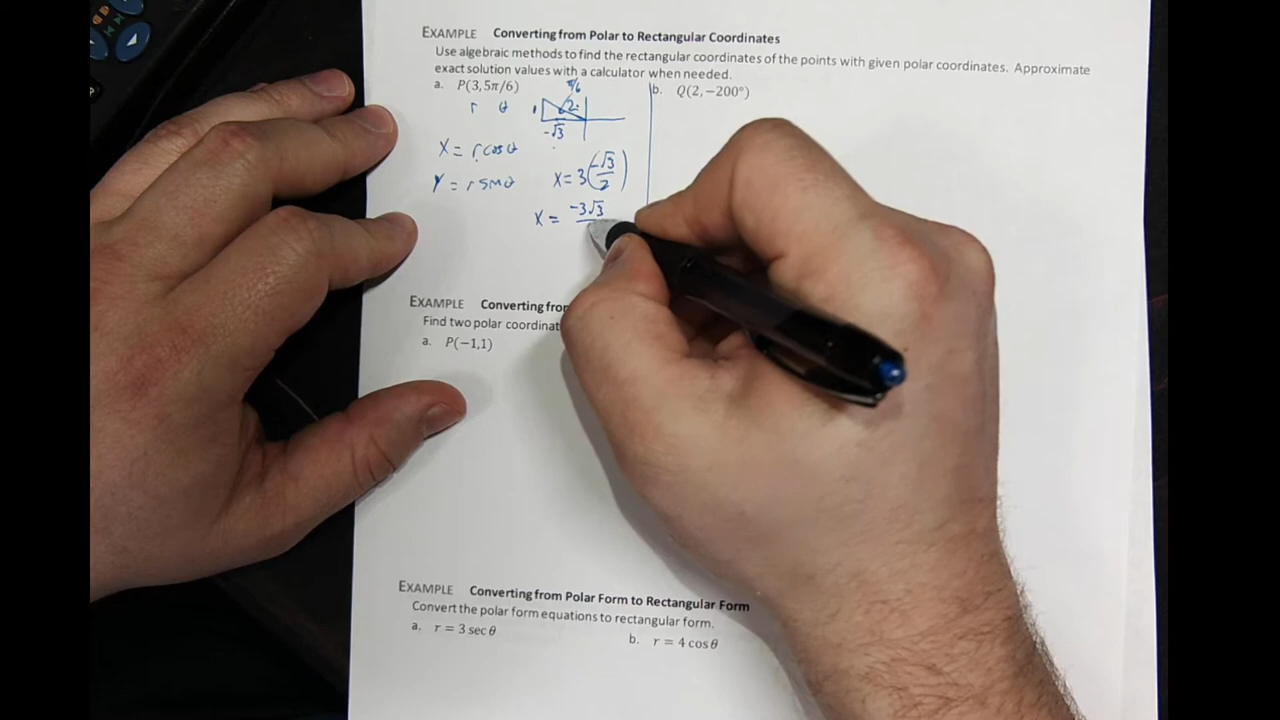 EXAMPLE Converting from Polar to Rectangular Coordinates
Use algebraic methods to find the rectangular coordinates of the points with given polar coordinates. Approximate
exact solution values with a calculator when needed.
a. P(3, 5π/6)
b. Q(2, −200°)
r θ
π/6
1 2
-√3
X = r cos θ
Y = r sin θ
X = 3(-√3/2)
X = -3√3
EXAMPLE Converting from
Find two polar
a. P(−1,1)
EXAMPLE Converting from Polar Form to Rectangular Form
Convert the polar form equations to rectangular form.
a. r = 3 sec θ
b. r = 4 cos θ